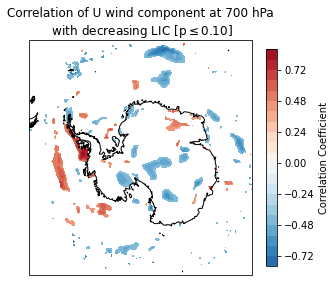 Correlation of U wind component at 700 hPa
with decreasing LIC [p ≤ 0.10]
0.72
0.48
0.24
0.00
−0.24
−0.48
−0.72
Correlation Coefficient